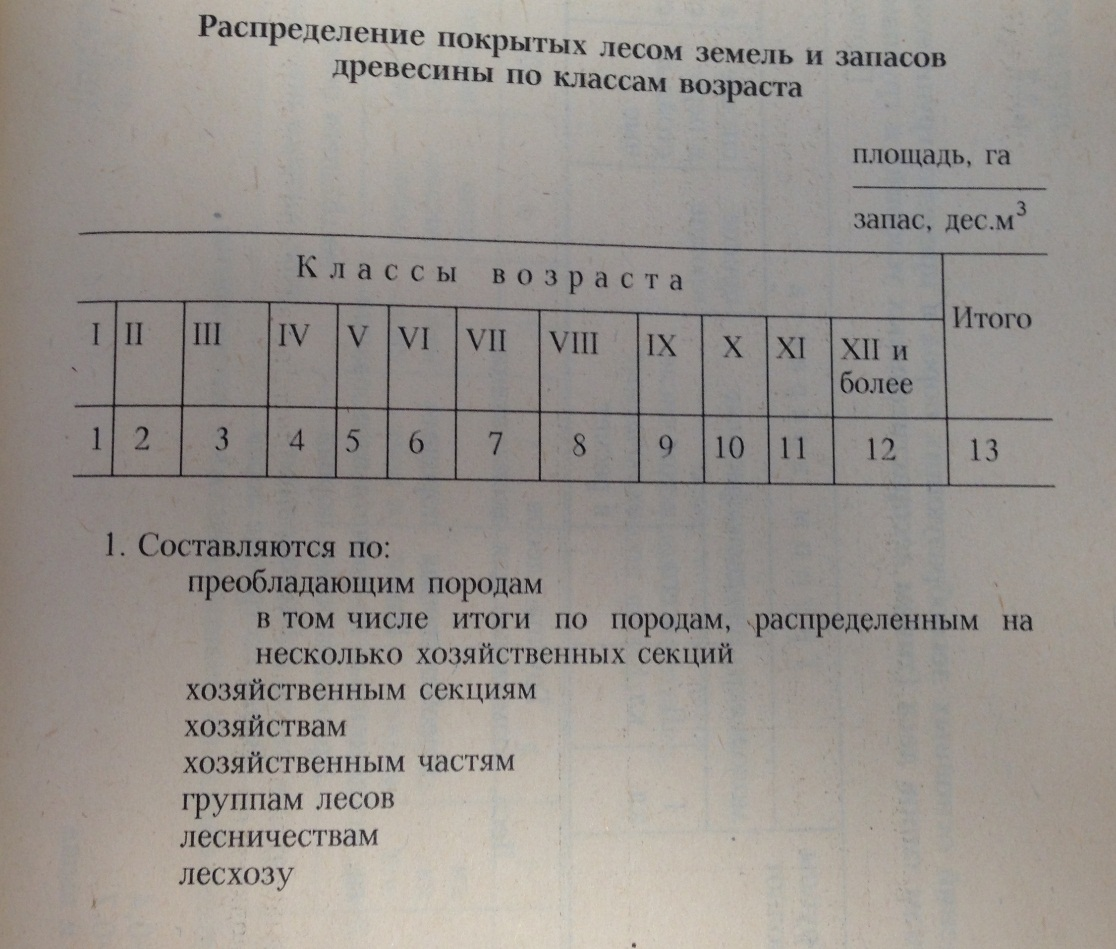 Распределение покрытых лесом земель и запасов
древесины по классам возраста
площадь, га
запас, дес.м³
Классы возраста
Итого
I II III IV V VI VII VIII IX X XI XII и
более
1 2 3 4 5 6 7 8 9 10 11 12 13
1. Составляются по:
преобладающим породам
в том числе итоги по породам, распределенным на
несколько хозяйственных секций
хозяйственным секциям
хозяйствам
хозяйственным частям
группам лесов
лесничествам
лесхозу